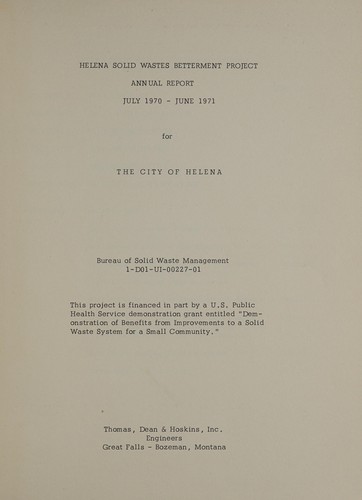 HELENA SOLID WASTES BETTERMENT PROJECT
ANNUAL REPORT
JULY 1970 - JUNE 1971
for
THE CITY OF HELENA
Bureau of Solid Waste Management
1-D01-UI-00227-01
This project is financed in part by a U.S. Public
Health Service demonstration grant entitled "Dem-
onstration of Benefits from Improvements to a Solid
Waste System for a Small Community."
Thomas, Dean & Hoskins, Inc.
Engineers
Great Falls - Bozeman, Montana